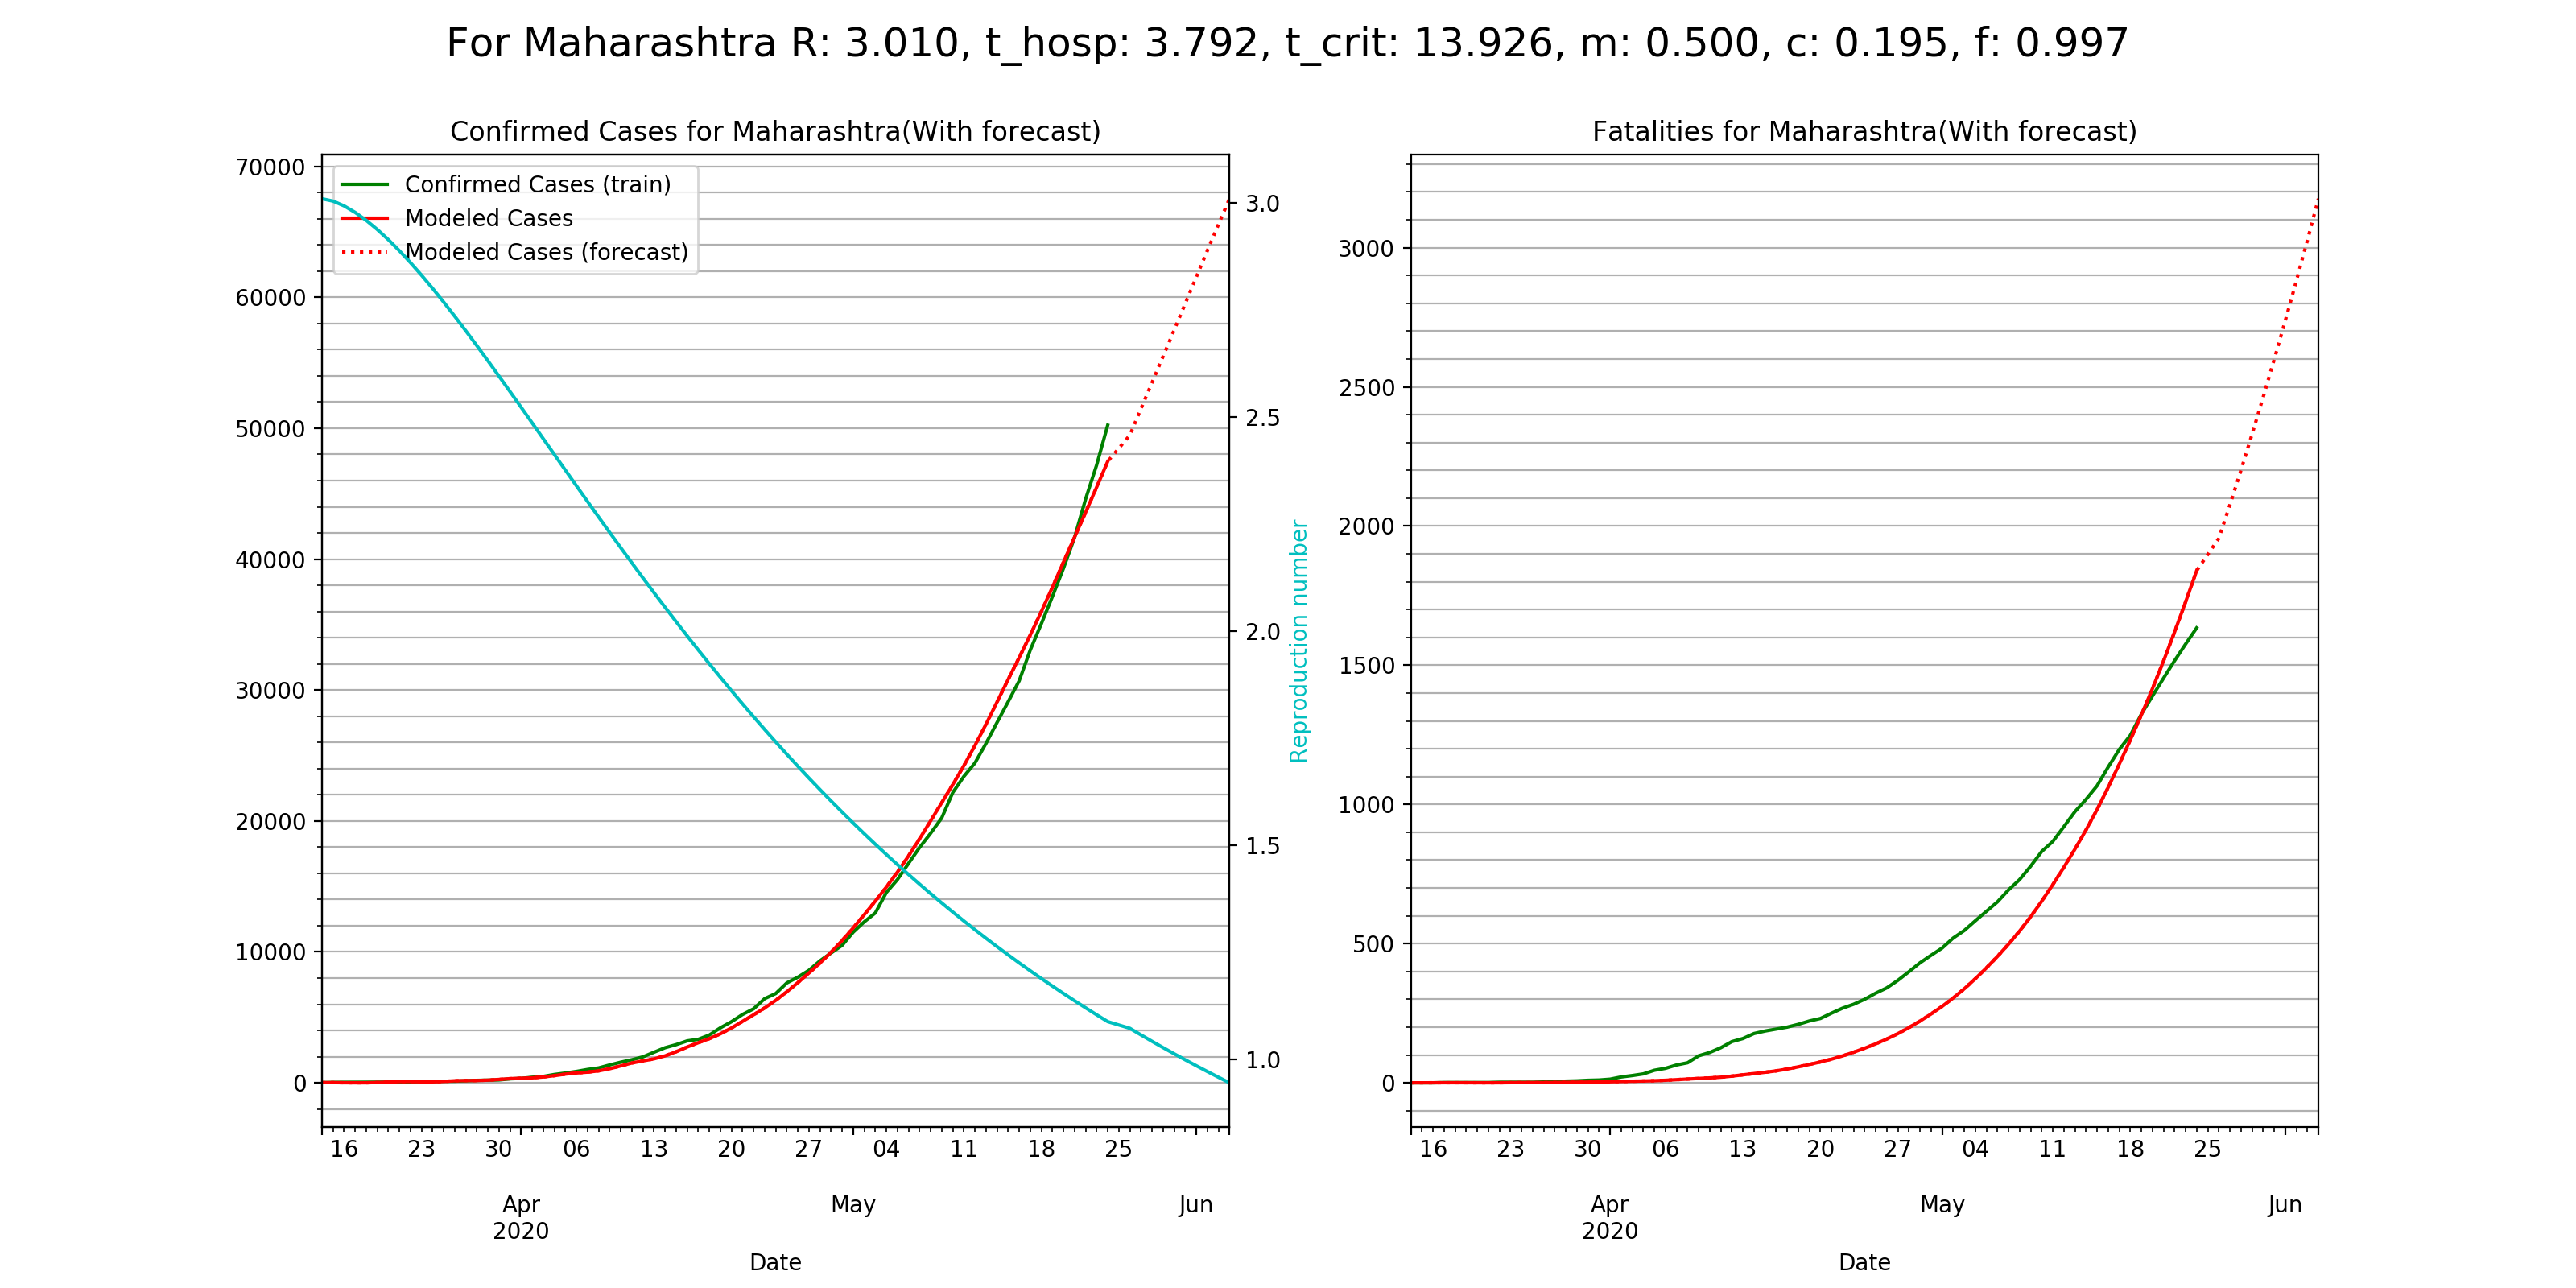 For Maharashtra R: 3.010, t_hosp: 3.792, t_crit: 13.926, m: 0.500, c: 0.195, f: 0.997
Confirmed Cases for Maharashtra(With forecast)
70000
60000
50000
40000
30000
20000
10000
0
Confirmed Cases (train)
Modeled Cases
Modeled Cases (forecast)
3.0
2.5
2.0
1.5
1.0
Reproduction number
16 23 30 06 13 20 27 04 11 18 25
Apr May Jun
2020
Date
Fatalities for Maharashtra(With forecast)
3000
2500
2000
1500
1000
500
0
16 23 30 06 13 20 27 04 11 18 25
Apr May Jun
2020
Date